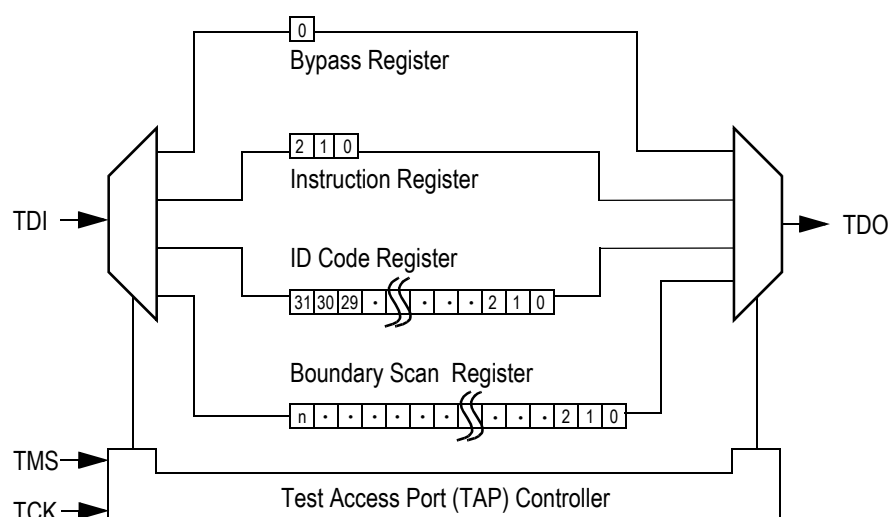 0
Bypass Register
2 1 0
Instruction Register
TDI
TDO
ID Code Register
31 30 29 · · · · · 2 1 0
Boundary Scan Register
n · · · · · · · · · 2 1 0
TMS
Test Access Port (TAP) Controller
TCK